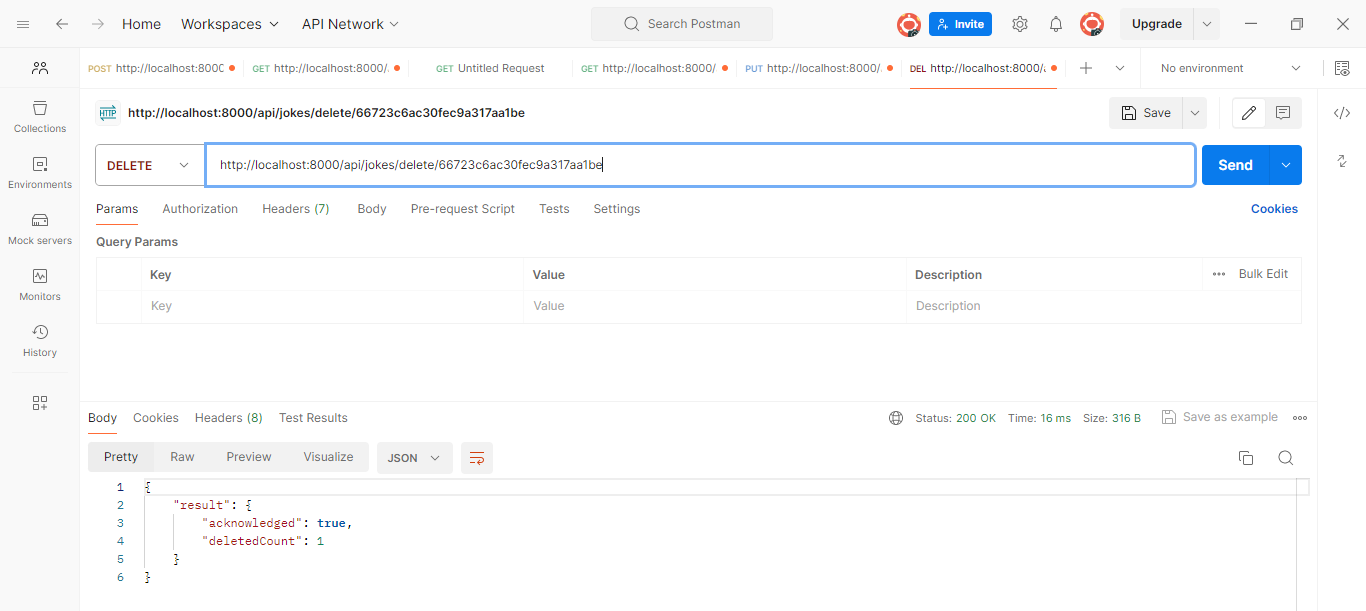 Home Workspaces API Network Search Postman Invite Upgrade
POST http://localhost:800C GET http://localhost:8000/. GET Untitled Request GET http://localhost:8000/ PUT http://localhost:8000/. DEL http://localhost:8000/ No environment
HTTP http://localhost:8000/api/jokes/delete/66723c6ac30fec9a317aa1be Save
Collections
DELETE http://localhost:8000/api/jokes/delete/66723c6ac30fec9a317aa1be Send
Environments
Params Authorization Headers (7) Body Pre-request Script Tests Settings Cookies
Mock servers
Query Params
Key Value Description Bulk Edit
Monitors
Key Value Description
History
Body Cookies Headers (8) Test Results Status: 200 OK Time: 16 ms Size: 316 B Save as example
Pretty Raw Preview Visualize JSON
1 {
2 "result": {
3 "acknowledged": true,
4 "deletedCount": 1
5 }
6 }